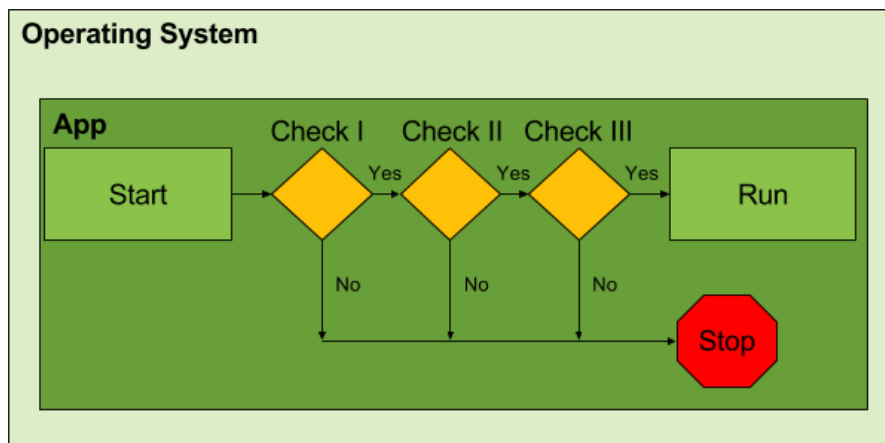 Operating System
App
Check I
Check II
Check III
Start
Yes
Yes
Yes
Run
No
No
No
Stop